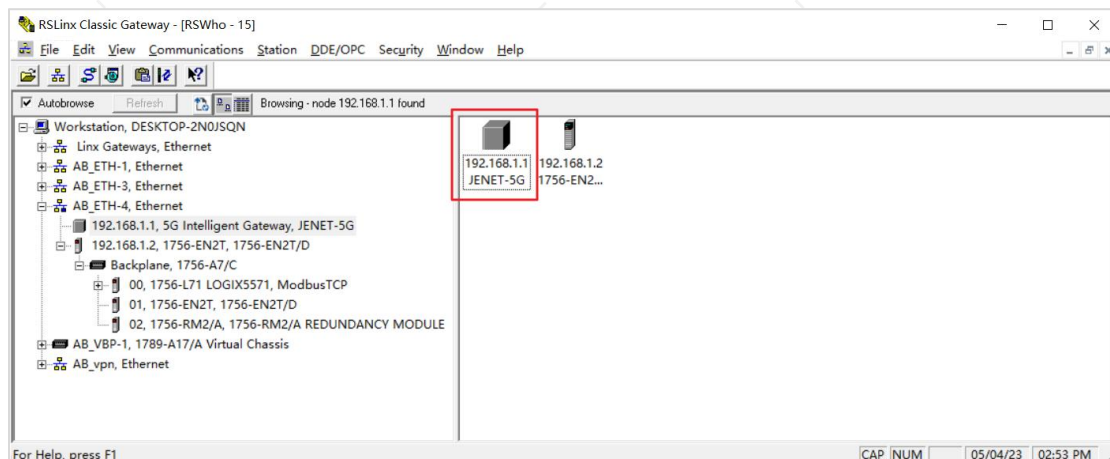 RSLinx Classic Gateway - [RSWho - 15]
File Edit View Communications Station DDE/OPC Security Window Help
Autobrowse Refresh Browsing - node 192.168.1.1 found
Workstation, DESKTOP-2N0JSQN
Linx Gateways, Ethernet
AB_ETH-1, Ethernet
AB_ETH-3, Ethernet
AB_ETH-4, Ethernet
192.168.1.1, 5G Intelligent Gateway, JENET-5G
192.168.1.2, 1756-EN2T, 1756-EN2T/D
Backplane, 1756-A7/C
00, 1756-L71 LOGIX5571, ModbusTCP
01, 1756-EN2T, 1756-EN2T/D
02, 1756-RM2/A, 1756-RM2/A REDUNDANCY MODULE
AB_VBP-1, 1789-A17/A Virtual Chassis
AB_vpn, Ethernet
192.168.1.1
JENET-5G
192.168.1.2
1756-EN2...
For Help, press F1
CAP NUM 05/04/23 02:53 PM